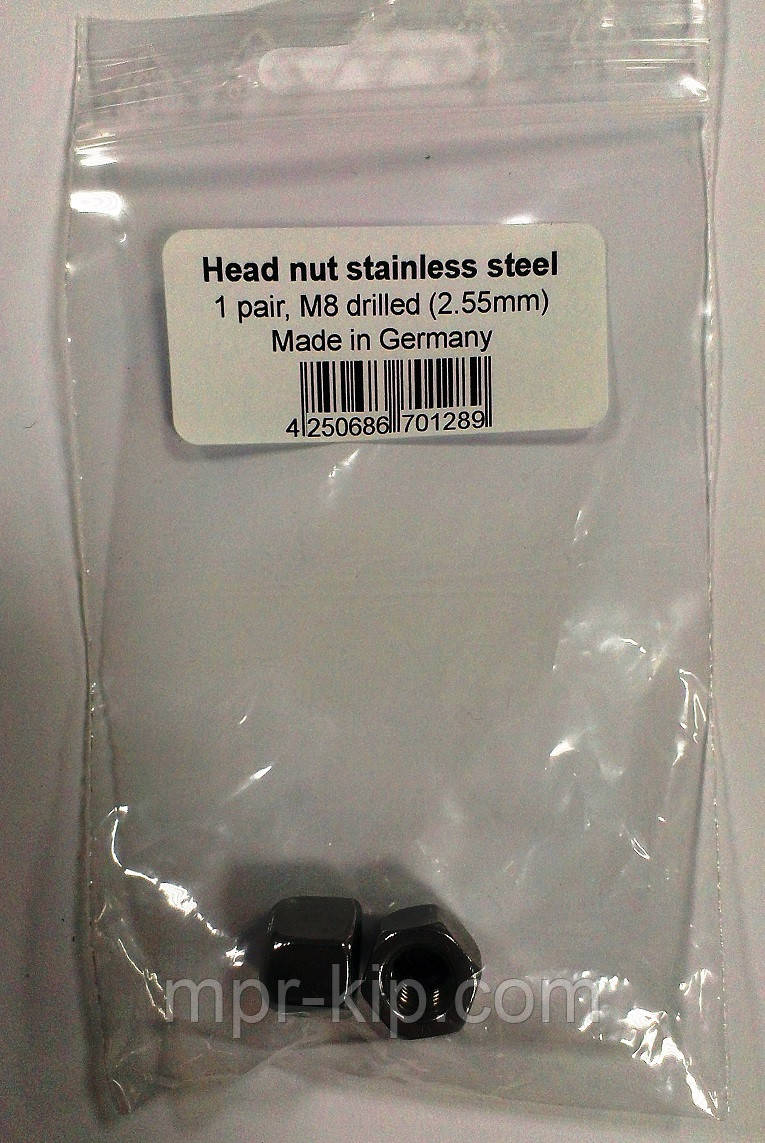 Head nut stainless steel
1 pair, M8 drilled (2.55mm)
Made in Germany
4 250686 701289
mpr-kip.com